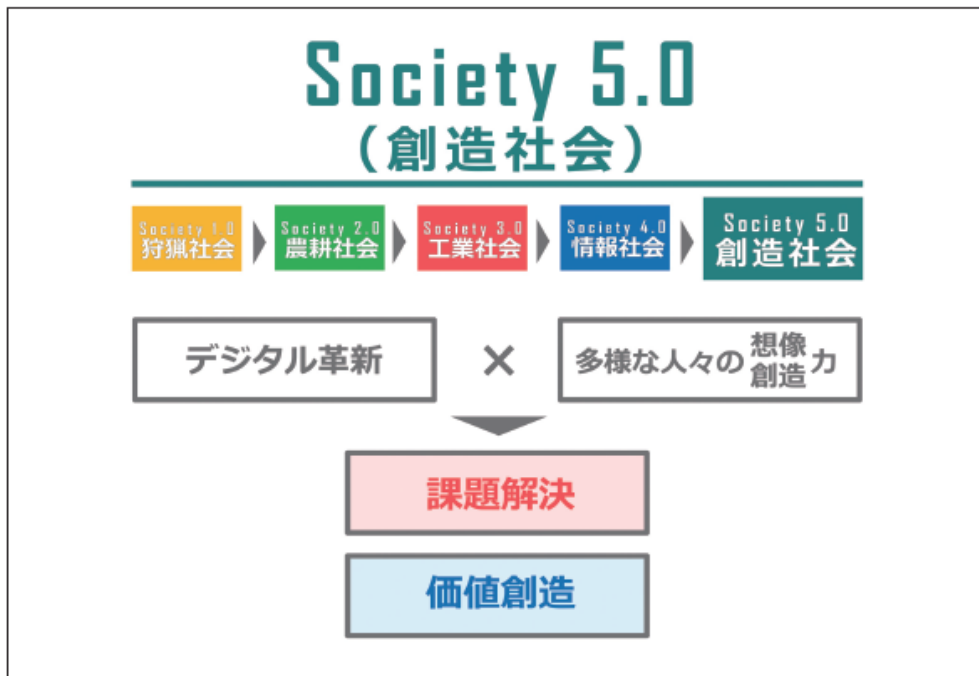 Society 5.0
（創造社会）
Society 1.0
狩猟社会
Society 2.0
農耕社会
Society 3.0
工業社会
Society 4.0
情報社会
Society 5.0
創造社会
デジタル革新
×
多様な人々の想像力
創造
課題解決
価値創造